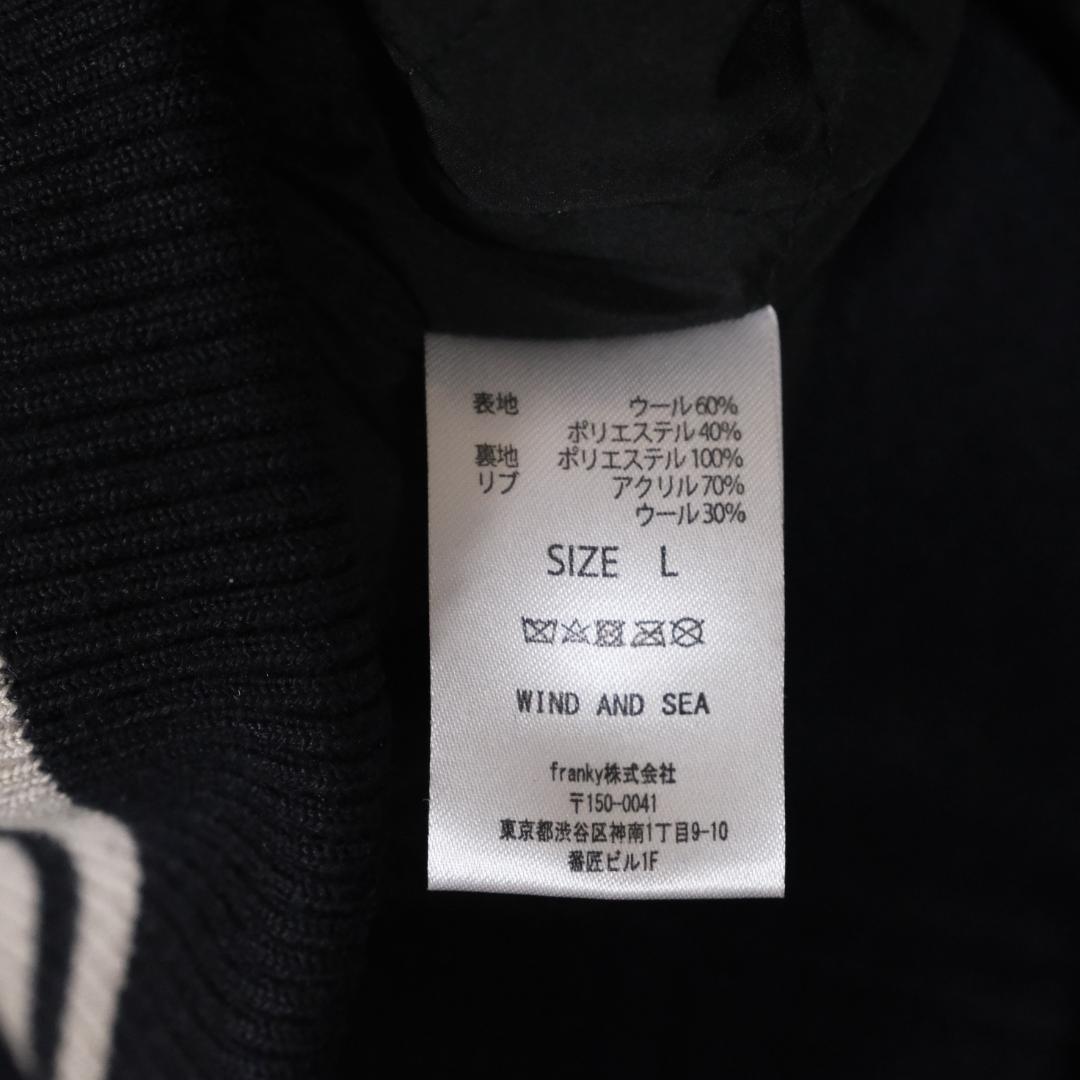 表地 ウール60%
ポリエステル40%
裏地 ポリエステル100%
リブ アクリル70%
ウール30%
SIZE L
WIND AND SEA
franky株式会社
〒150-0041
東京都渋谷区神南1丁目9-10
番匠ビル1F